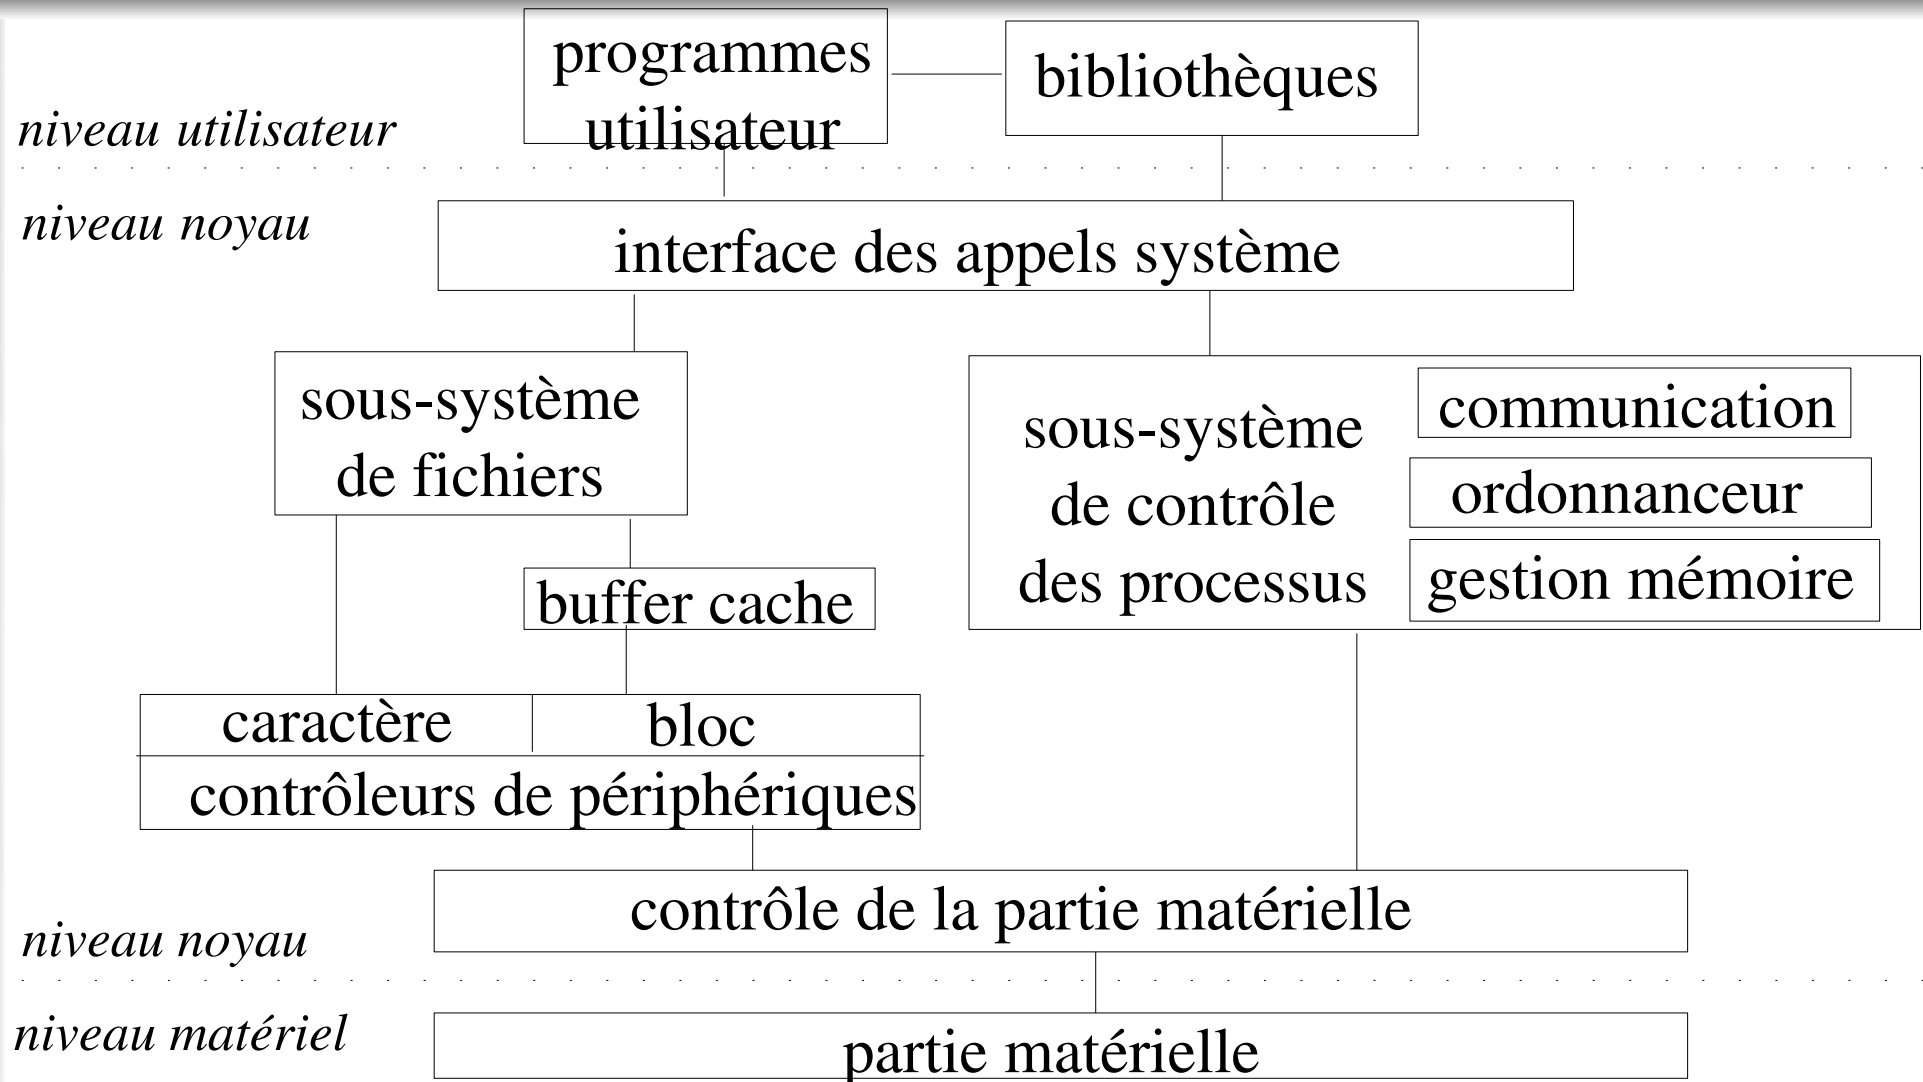 programmes
utilisateur
bibliothèques
niveau utilisateur
niveau noyau
interface des appels système
sous-système
de fichiers
sous-système
de contrôle
des processus
communication
ordonnanceur
gestion mémoire
buffer cache
caractère
bloc
contrôleurs de périphériques
contrôle de la partie matérielle
niveau noyau
niveau matériel
partie matérielle